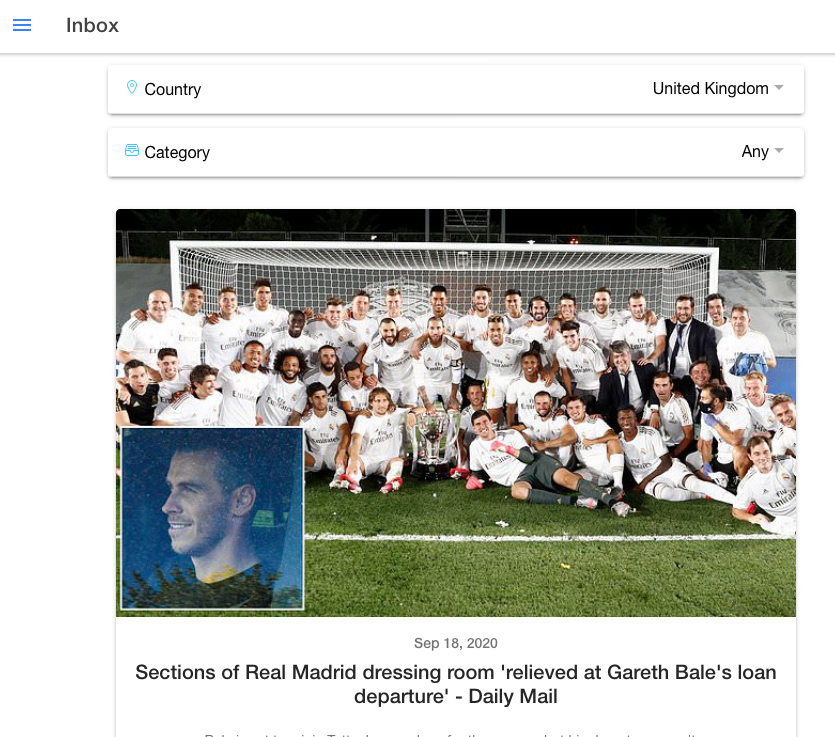 Inbox
Country
United Kingdom
Category
Any
Sep 18, 2020
Sections of Real Madrid dressing room 'relieved at Gareth Bale's loan
departure' - Daily Mail